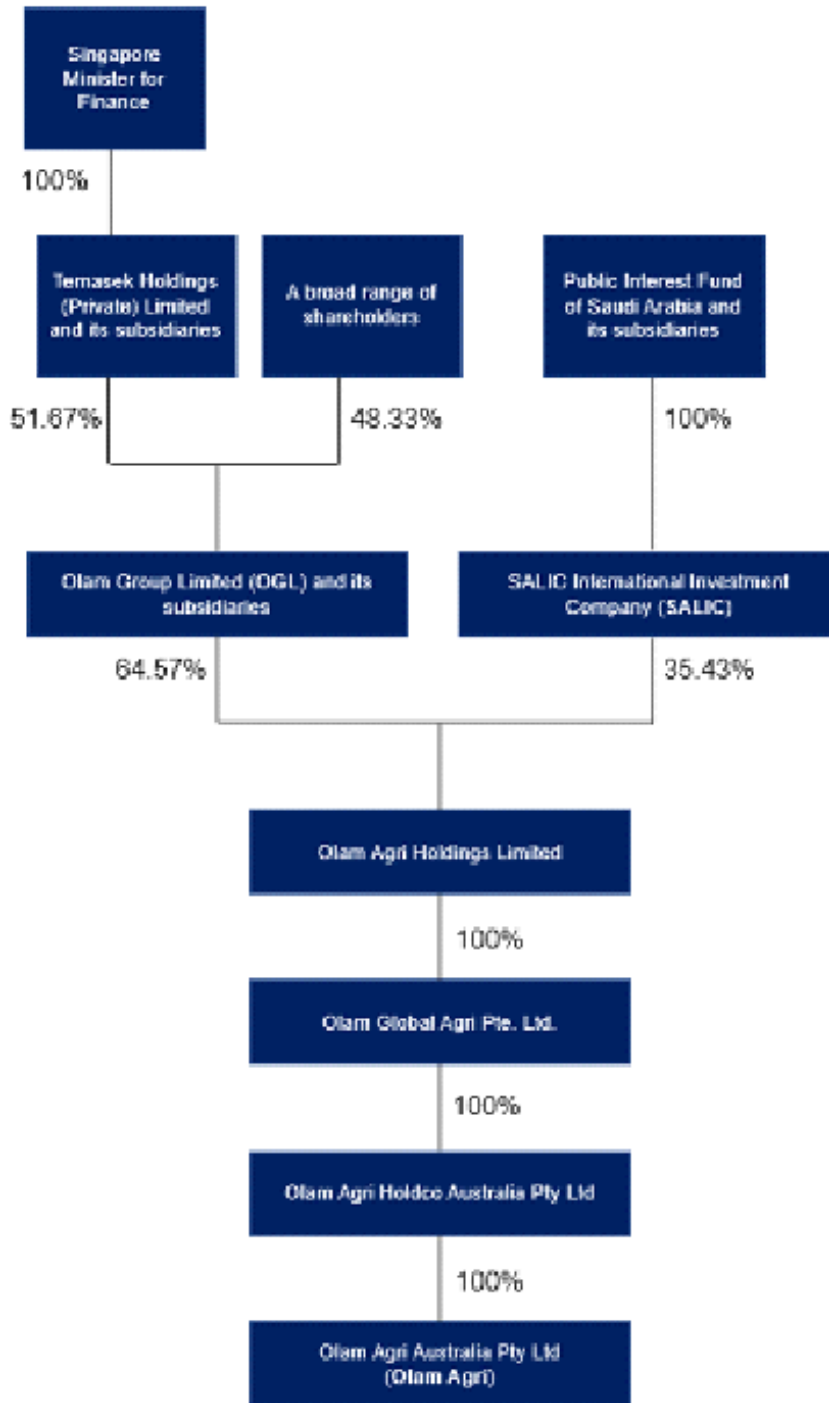 Singapore
Minister for
Finance
100%
Temasek Holdings
(Private) Limited
and its subsidiaries
A broad range of
shareholders
Public Interest Fund
of Saudi Arabia and
its subsidiaries
51.67%
48.33%
100%
Olam Group Limited (OGL) and its
subsidiaries
SALIC International Investment
Company (SALIC)
64.57%
35.43%
Olam Agri Holdings Limited
100%
Olam Global Agri Pte. Ltd.
100%
Olam Agri Holdco Australia Pty Ltd
100%
Olam Agri Australia Pty Ltd
(Olam Agri)